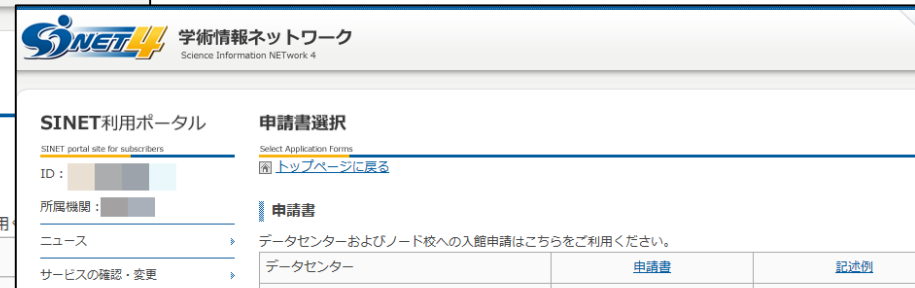 SINET4
学術情報ネットワーク
Science Information NETwork 4
SINET利用ポータル
SINET portal site for subscribers
ID：
所属機関：
ニュース
サービスの確認・変更
申請書選択
Select Application Forms
トップページに戻る
申請書
データセンターおよびノード校への入館申請はこちらをご利用ください。
データセンター 申請書 記述例
用